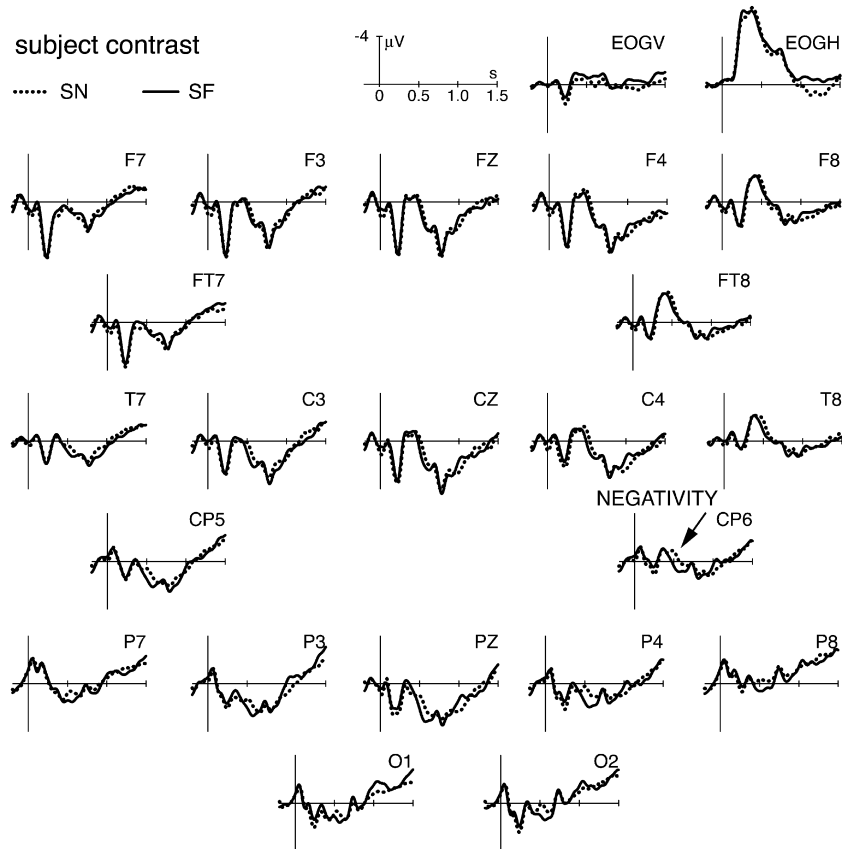 subject contrast
SN
SF
-4
μV
s
0
0.5
1.0
1.5
EOGV
EOGH
F7
F3
FZ
F4
F8
FT7
FT8
T7
C3
CZ
C4
T8
NEGATIVITY
CP5
CP6
P7
P3
PZ
P4
P8
O1
O2